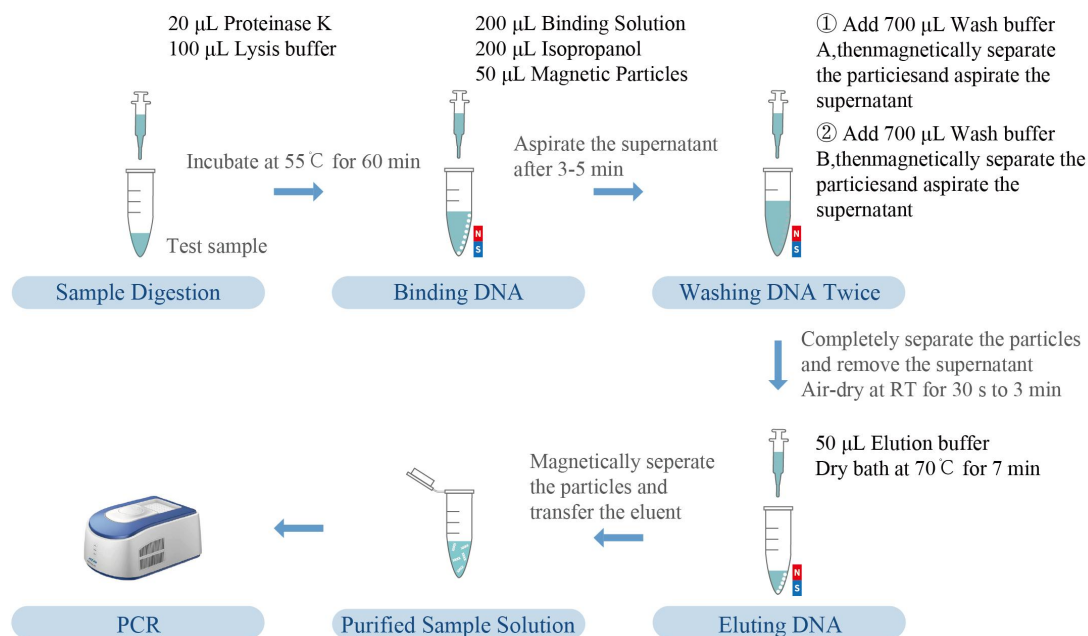 20 μL Proteinase K
100 μL Lysis buffer
Incubate at 55℃ for 60 min
Test sample
Sample Digestion
200 μL Binding Solution
200 μL Isopropanol
50 μL Magnetic Particles
Aspirate the supernatant
after 3-5 min
N
S
Binding DNA
① Add 700 μL Wash buffer
A,thenmagnetically separate
the particiesand aspirate the
supernatant
② Add 700 μL Wash buffer
B,thenmagnetically separate the
particiesand aspirate the
supernatant
N
S
Washing DNA Twice
Completely separate the particles
and remove the supernatant
Air-dry at RT for 30 s to 3 min
50 μL Elution buffer
Dry bath at 70℃ for 7 min
N
S
Eluting DNA
Magnetically seperate
the particles and
transfer the eluent
Purified Sample Solution
PCR